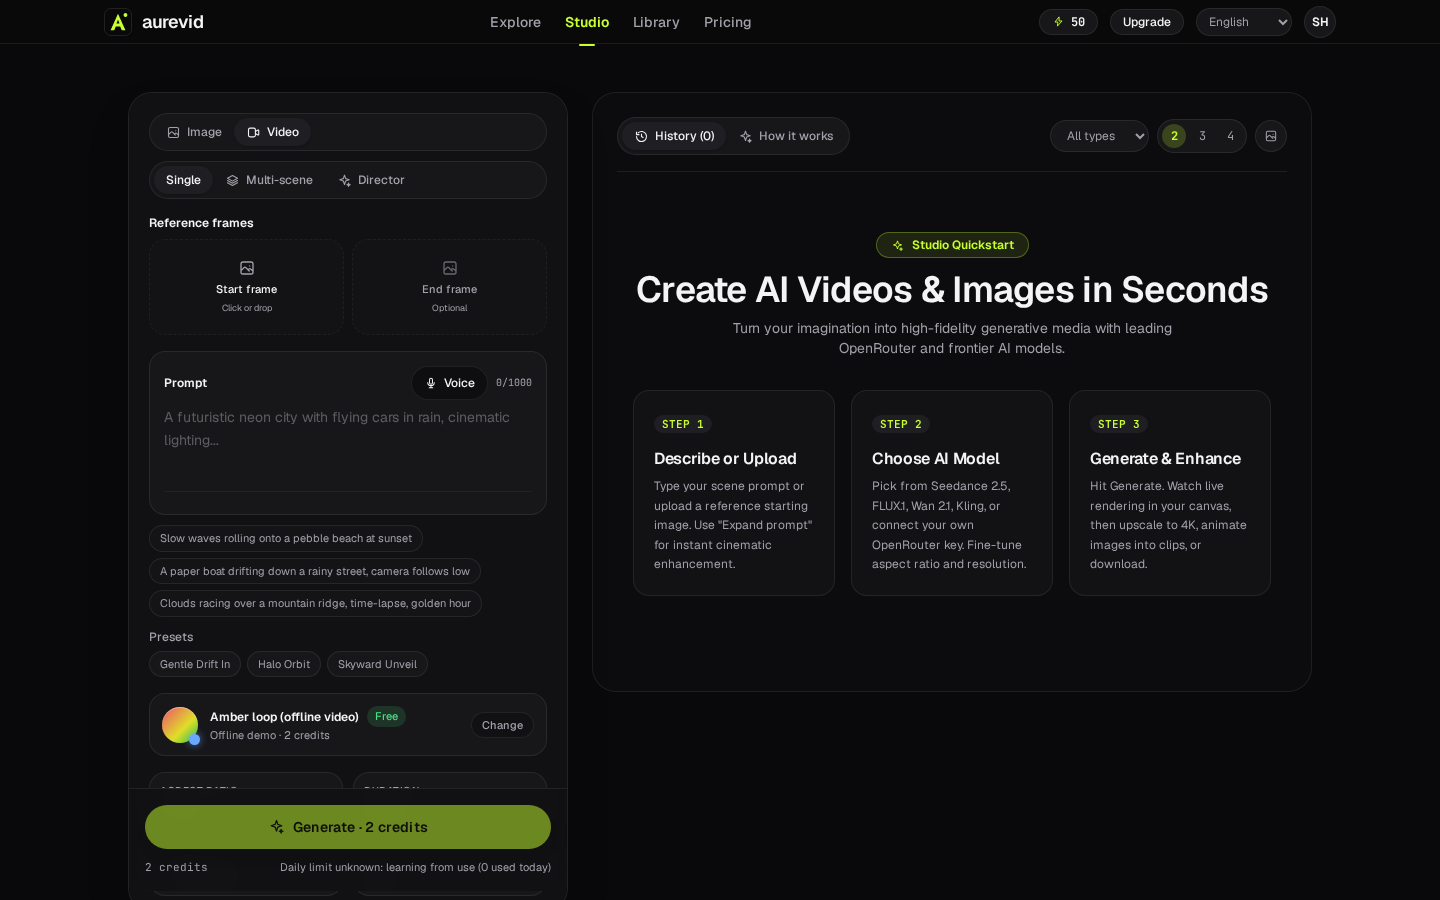 aurevid
Explore Studio Library Pricing
50 Upgrade English SH
Image Video
Single Multi-scene Director
Reference frames
Start frame
Click or drop
End frame
Optional
Prompt
Voice
0/1000
A futuristic neon city with flying cars in rain, cinematic
lighting...
Slow waves rolling onto a pebble beach at sunset
A paper boat drifting down a rainy street, camera follows low
Clouds racing over a mountain ridge, time-lapse, golden hour
Presets
Gentle Drift In Halo Orbit Skyward Unveil
Amber loop (offline video) Free
Offline demo · 2 credits
Change
Generate · 2 credits
2 credits
Daily limit unknown: learning from use (0 used today)
History (0) How it works
All types 2 3 4
Studio Quickstart
Create AI Videos & Images in Seconds
Turn your imagination into high-fidelity generative media with leading
OpenRouter and frontier AI models.
STEP 1
Describe or Upload
Type your scene prompt or
upload a reference starting
image. Use "Expand prompt"
for instant cinematic
enhancement.
STEP 2
Choose AI Model
Pick from Seedance 2.5,
FLUX.1, Wan 2.1, Kling, or
connect your own
OpenRouter key. Fine-tune
aspect ratio and resolution.
STEP 3
Generate & Enhance
Hit Generate. Watch live
rendering in your canvas,
then upscale to 4K, animate
images into clips, or
download.